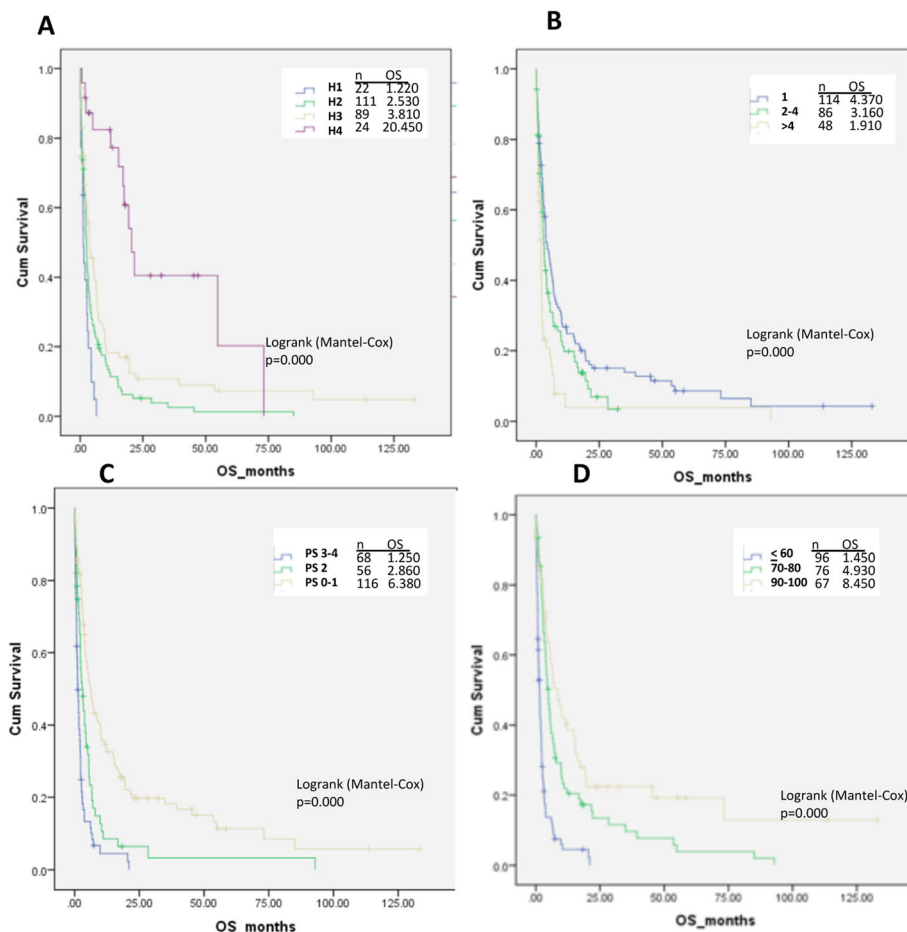 A
n OS
H1 22 1.220
H2 111 2.530
H3 89 3.810
H4 24 20.450
Cum Survival
1.0
0.8
0.6
0.4
0.2
0.0
Logrank (Mantel-Cox)
p=0.000
.00 25.00 50.00 75.00 100.00 125.00
OS_months
B
n OS
1 114 4.370
2-4 86 3.160
>4 48 1.910
Cum Survival
1.0
0.8
0.6
0.4
0.2
0.0
Logrank (Mantel-Cox)
p=0.000
.00 25.00 50.00 75.00 100.00 125.00
OS_months
C
n OS
PS 3-4 68 1.250
PS 2 56 2.860
PS 0-1 116 6.380
Cum Survival
1.0
0.8
0.6
0.4
0.2
0.0
Logrank (Mantel-Cox)
p=0.000
.00 25.00 50.00 75.00 100.00 125.00
OS_months
D
n OS
≤ 60 96 1.450
70-80 76 4.930
90-100 67 8.450
Cum Survival
1.0
0.8
0.6
0.4
0.2
0.0
Logrank (Mantel-Cox)
p=0.000
.00 25.00 50.00 75.00 100.00 125.00
OS_months